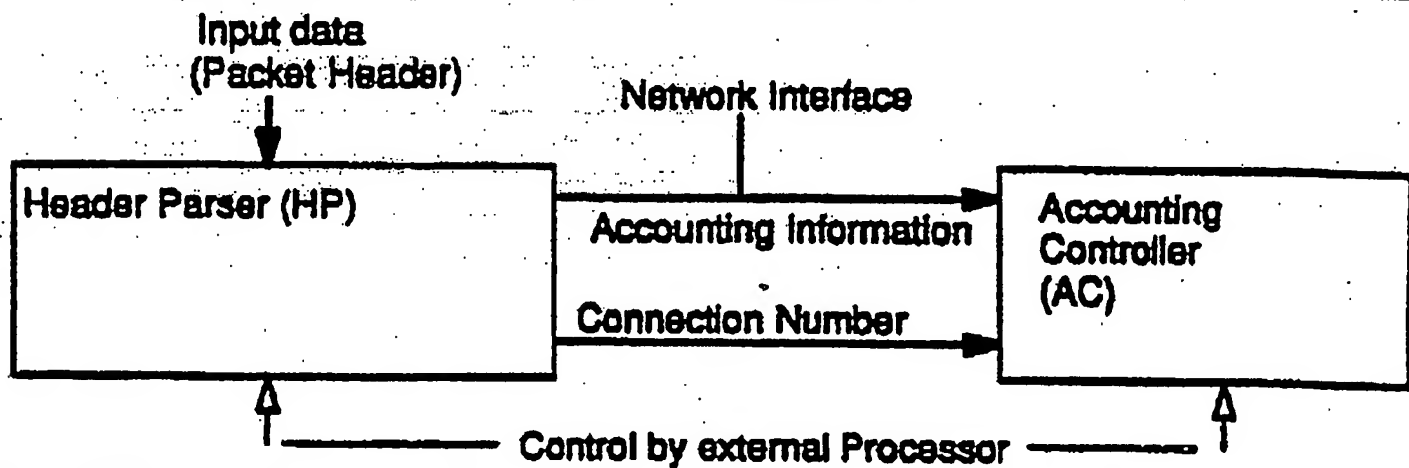 Input data
(Packet Header)
Network Interface
Header Parser (HP)
Accounting Information
Accounting
Controller
(AC)
Connection Number
Control by external Processor